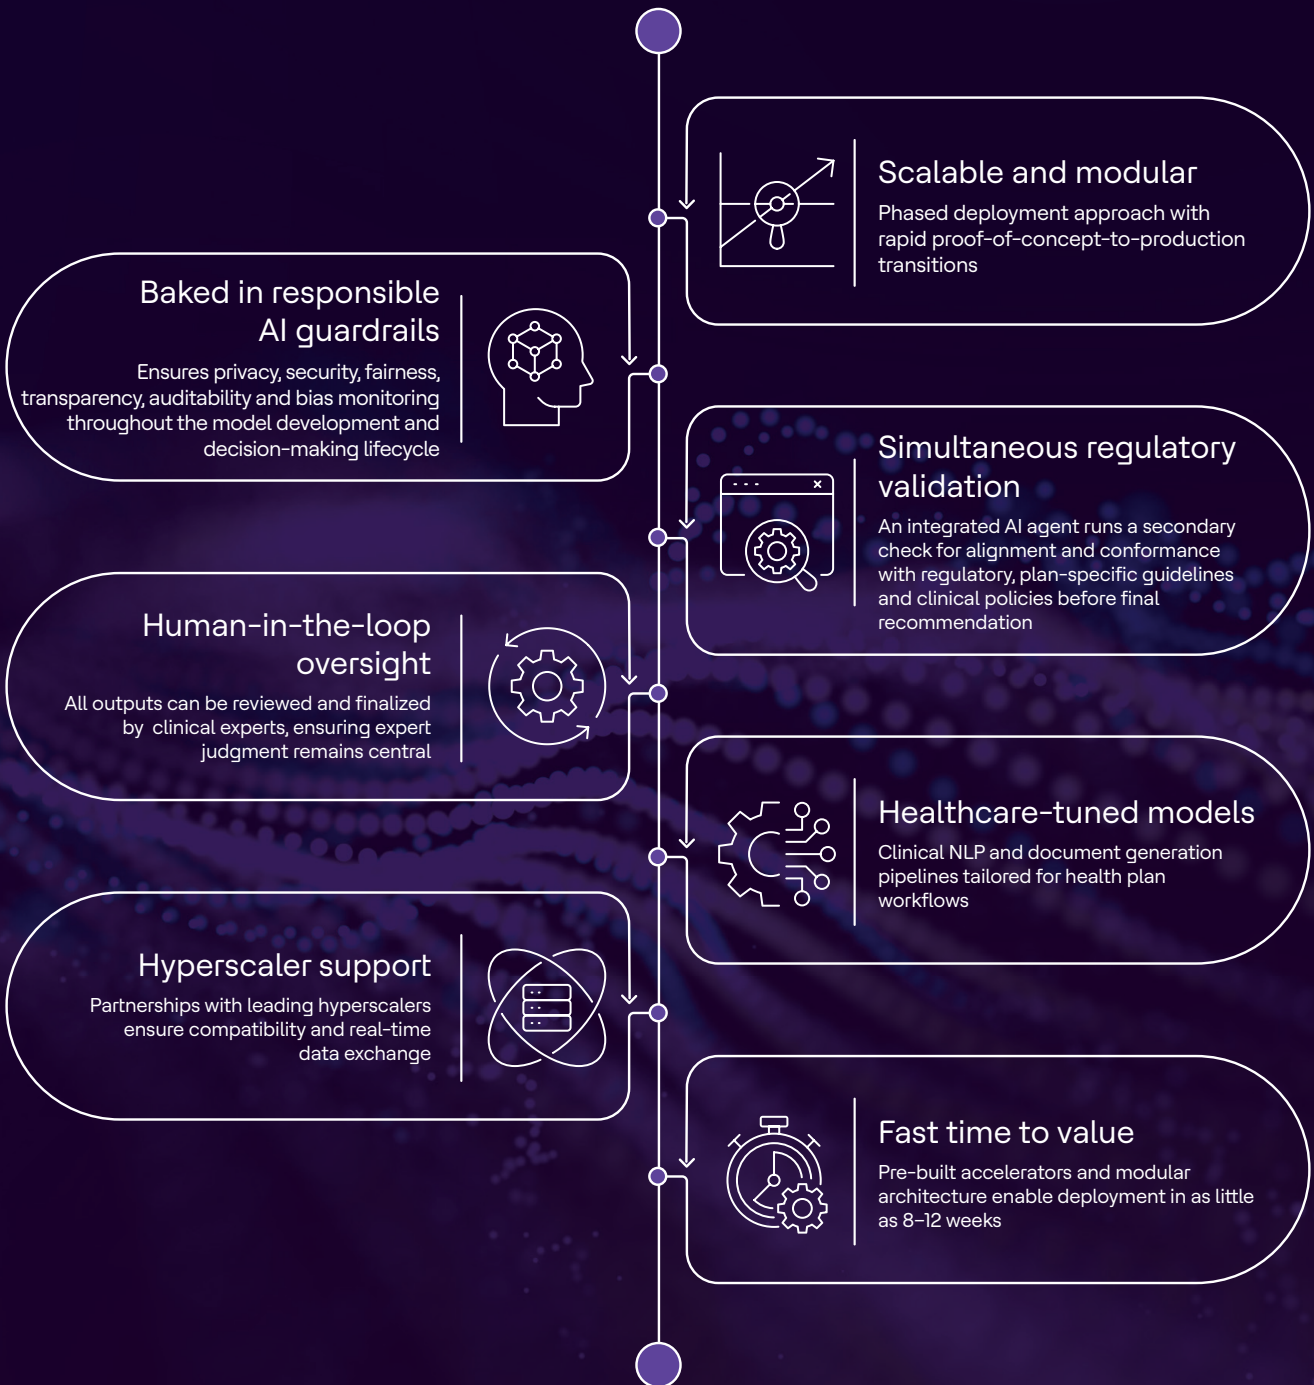 Scalable and modular
Phased deployment approach with
rapid proof-of-concept-to-production
transitions
Baked in responsible
AI guardrails
Ensures privacy, security, fairness,
transparency, auditability and bias monitoring
throughout the model development and
decision-making lifecycle
Simultaneous regulatory
validation
An integrated AI agent runs a secondary
check for alignment and conformance
with regulatory, plan-specific guidelines
and clinical policies before final
recommendation
Human-in-the-loop
oversight
All outputs can be reviewed and finalized
by clinical experts, ensuring expert
judgment remains central
Healthcare-tuned models
Clinical NLP and document generation
pipelines tailored for health plan
workflows
Hyperscaler support
Partnerships with leading hyperscalers
ensure compatibility and real-time
data exchange
Fast time to value
Pre-built accelerators and modular
architecture enable deployment in as little
as 8–12 weeks